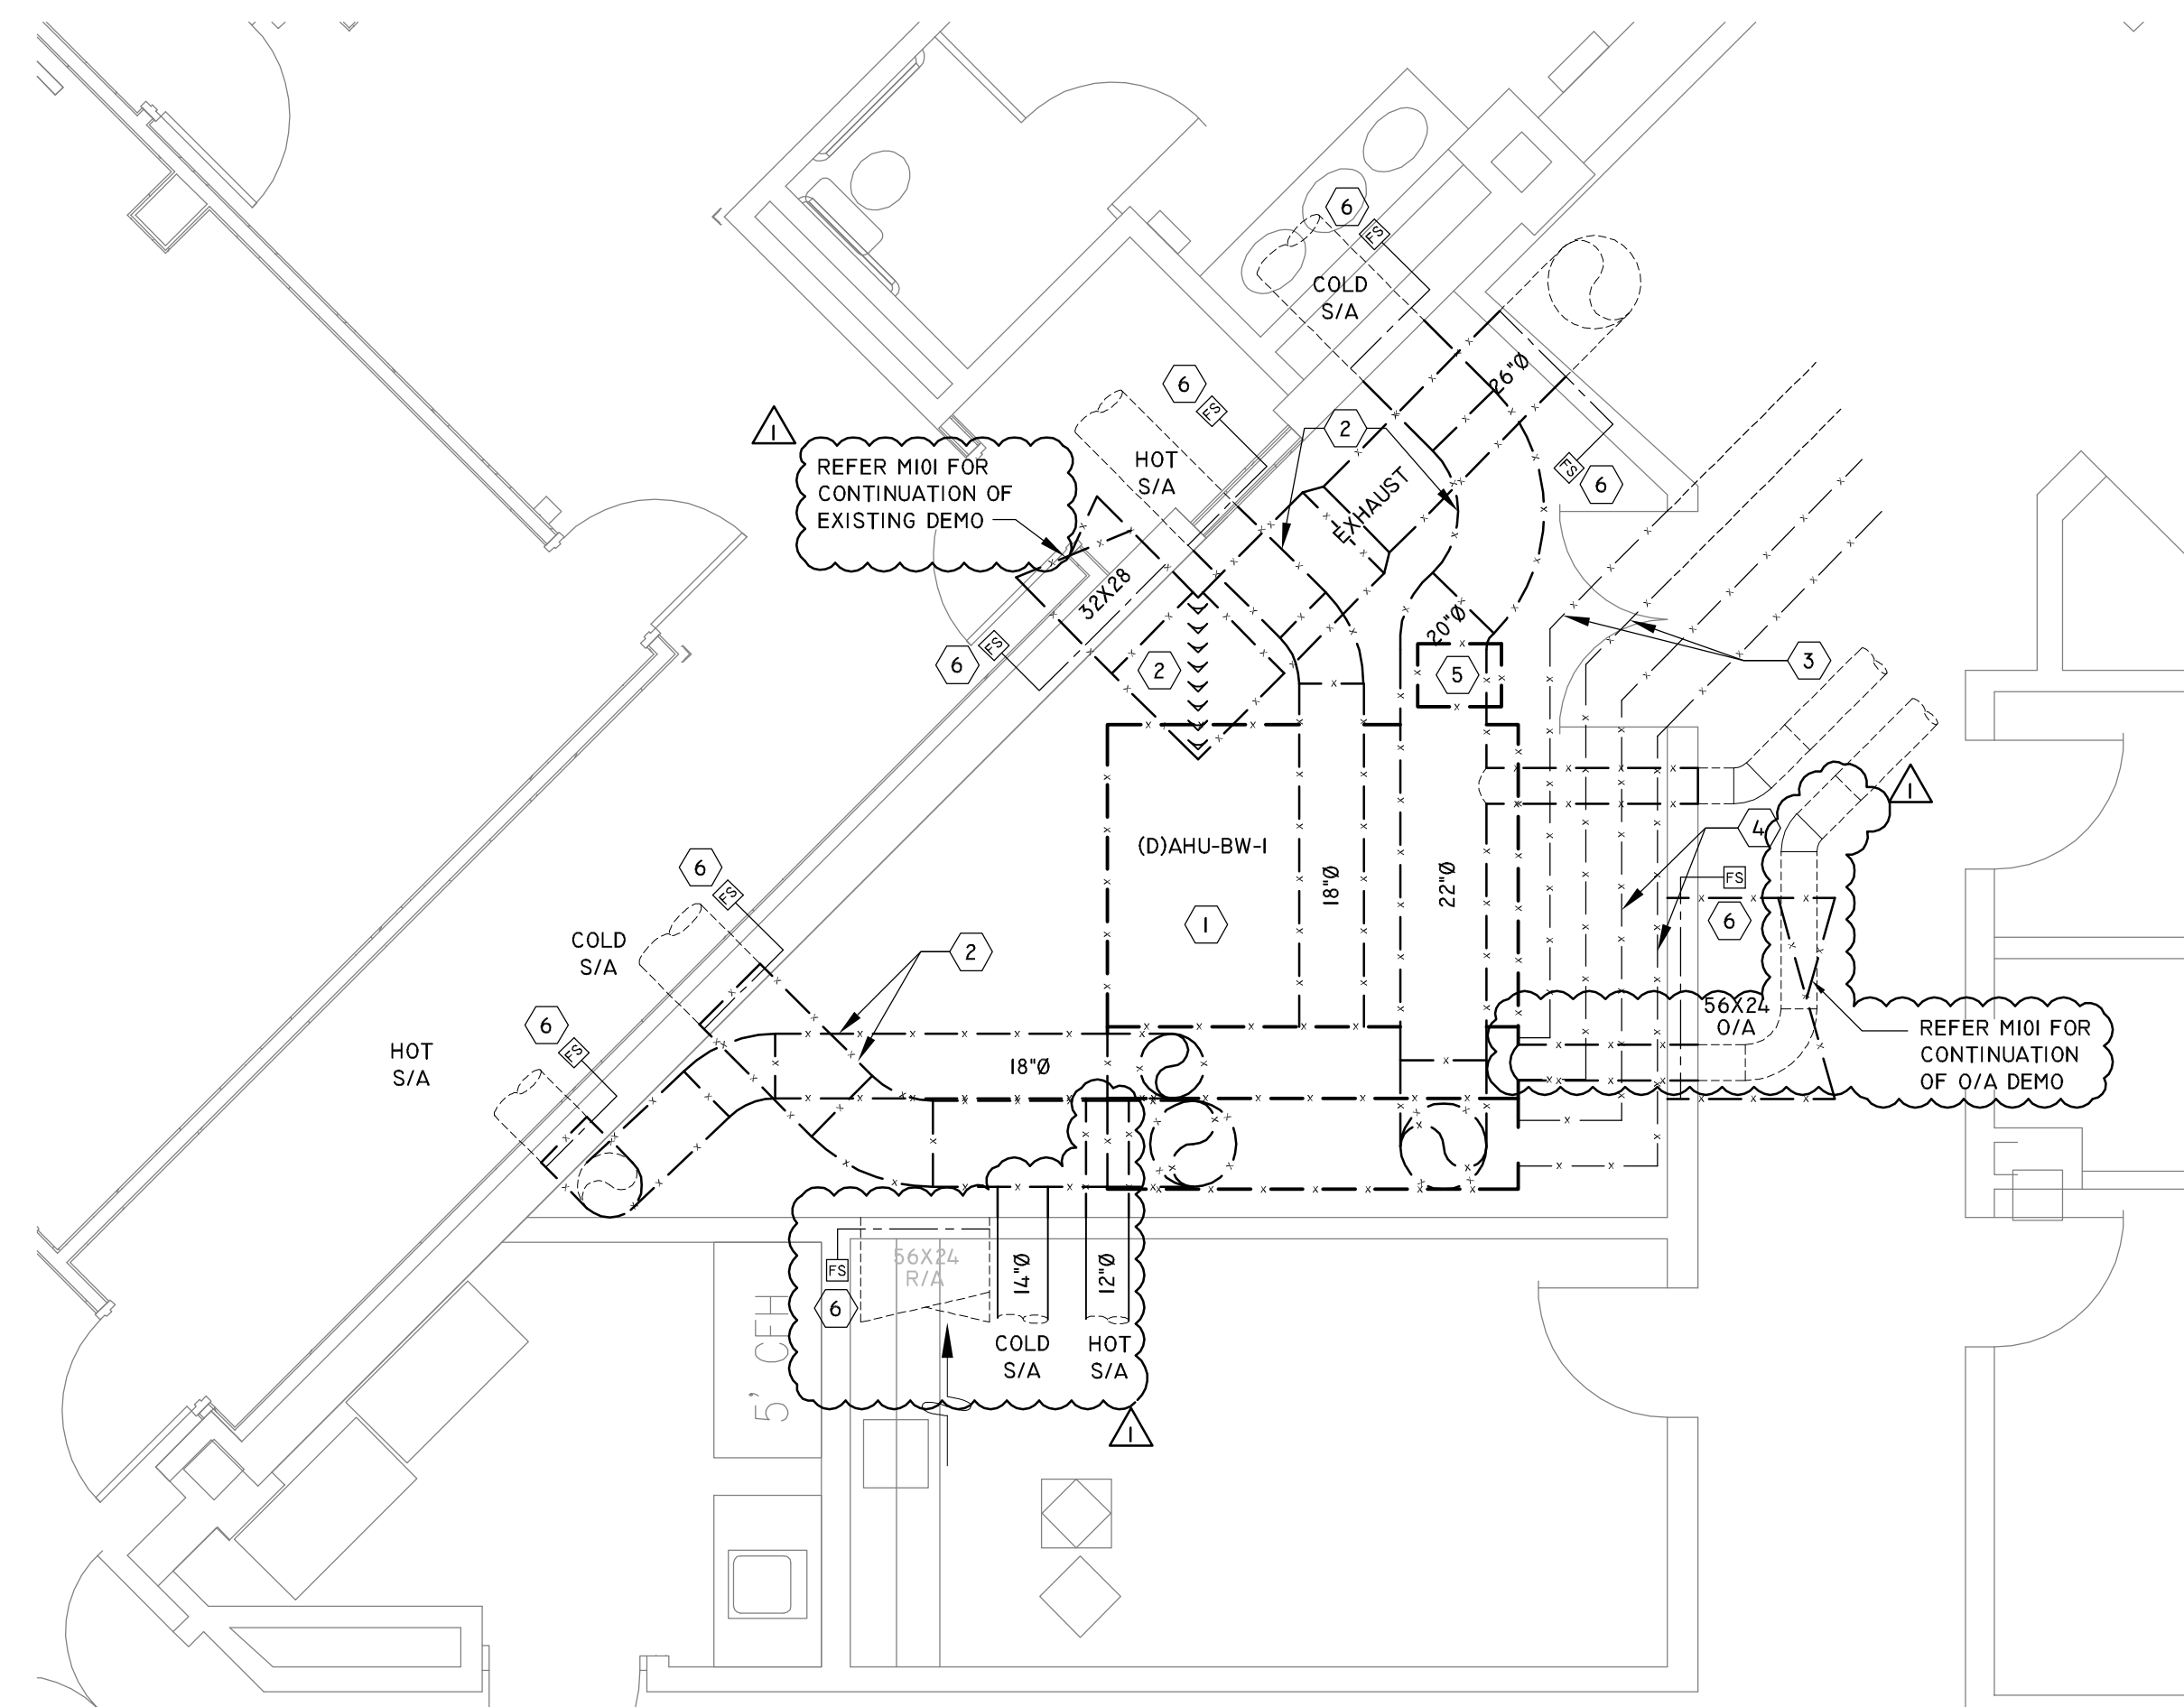 6
FS
COLD
S/A
26"Ø
6
FS
HOT
S/A
2
1
REFER M101 FOR
CONTINUATION OF
EXISTING DEMO
FS
6
EXHAUST
32X28
20"Ø
6
FS
2
5
3
(D)AHU-BW-1
1
18"Ø
22"Ø
1
4
FS
6
6
FS
COLD
S/A
2
56X24
O/A
REFER M101 FOR
CONTINUATION
OF O/A DEMO
6
FS
HOT
S/A
18"Ø
56X24
R/A
FS
6
14"Ø
12"Ø
COLD
S/A
HOT
S/A
5' CFH
1